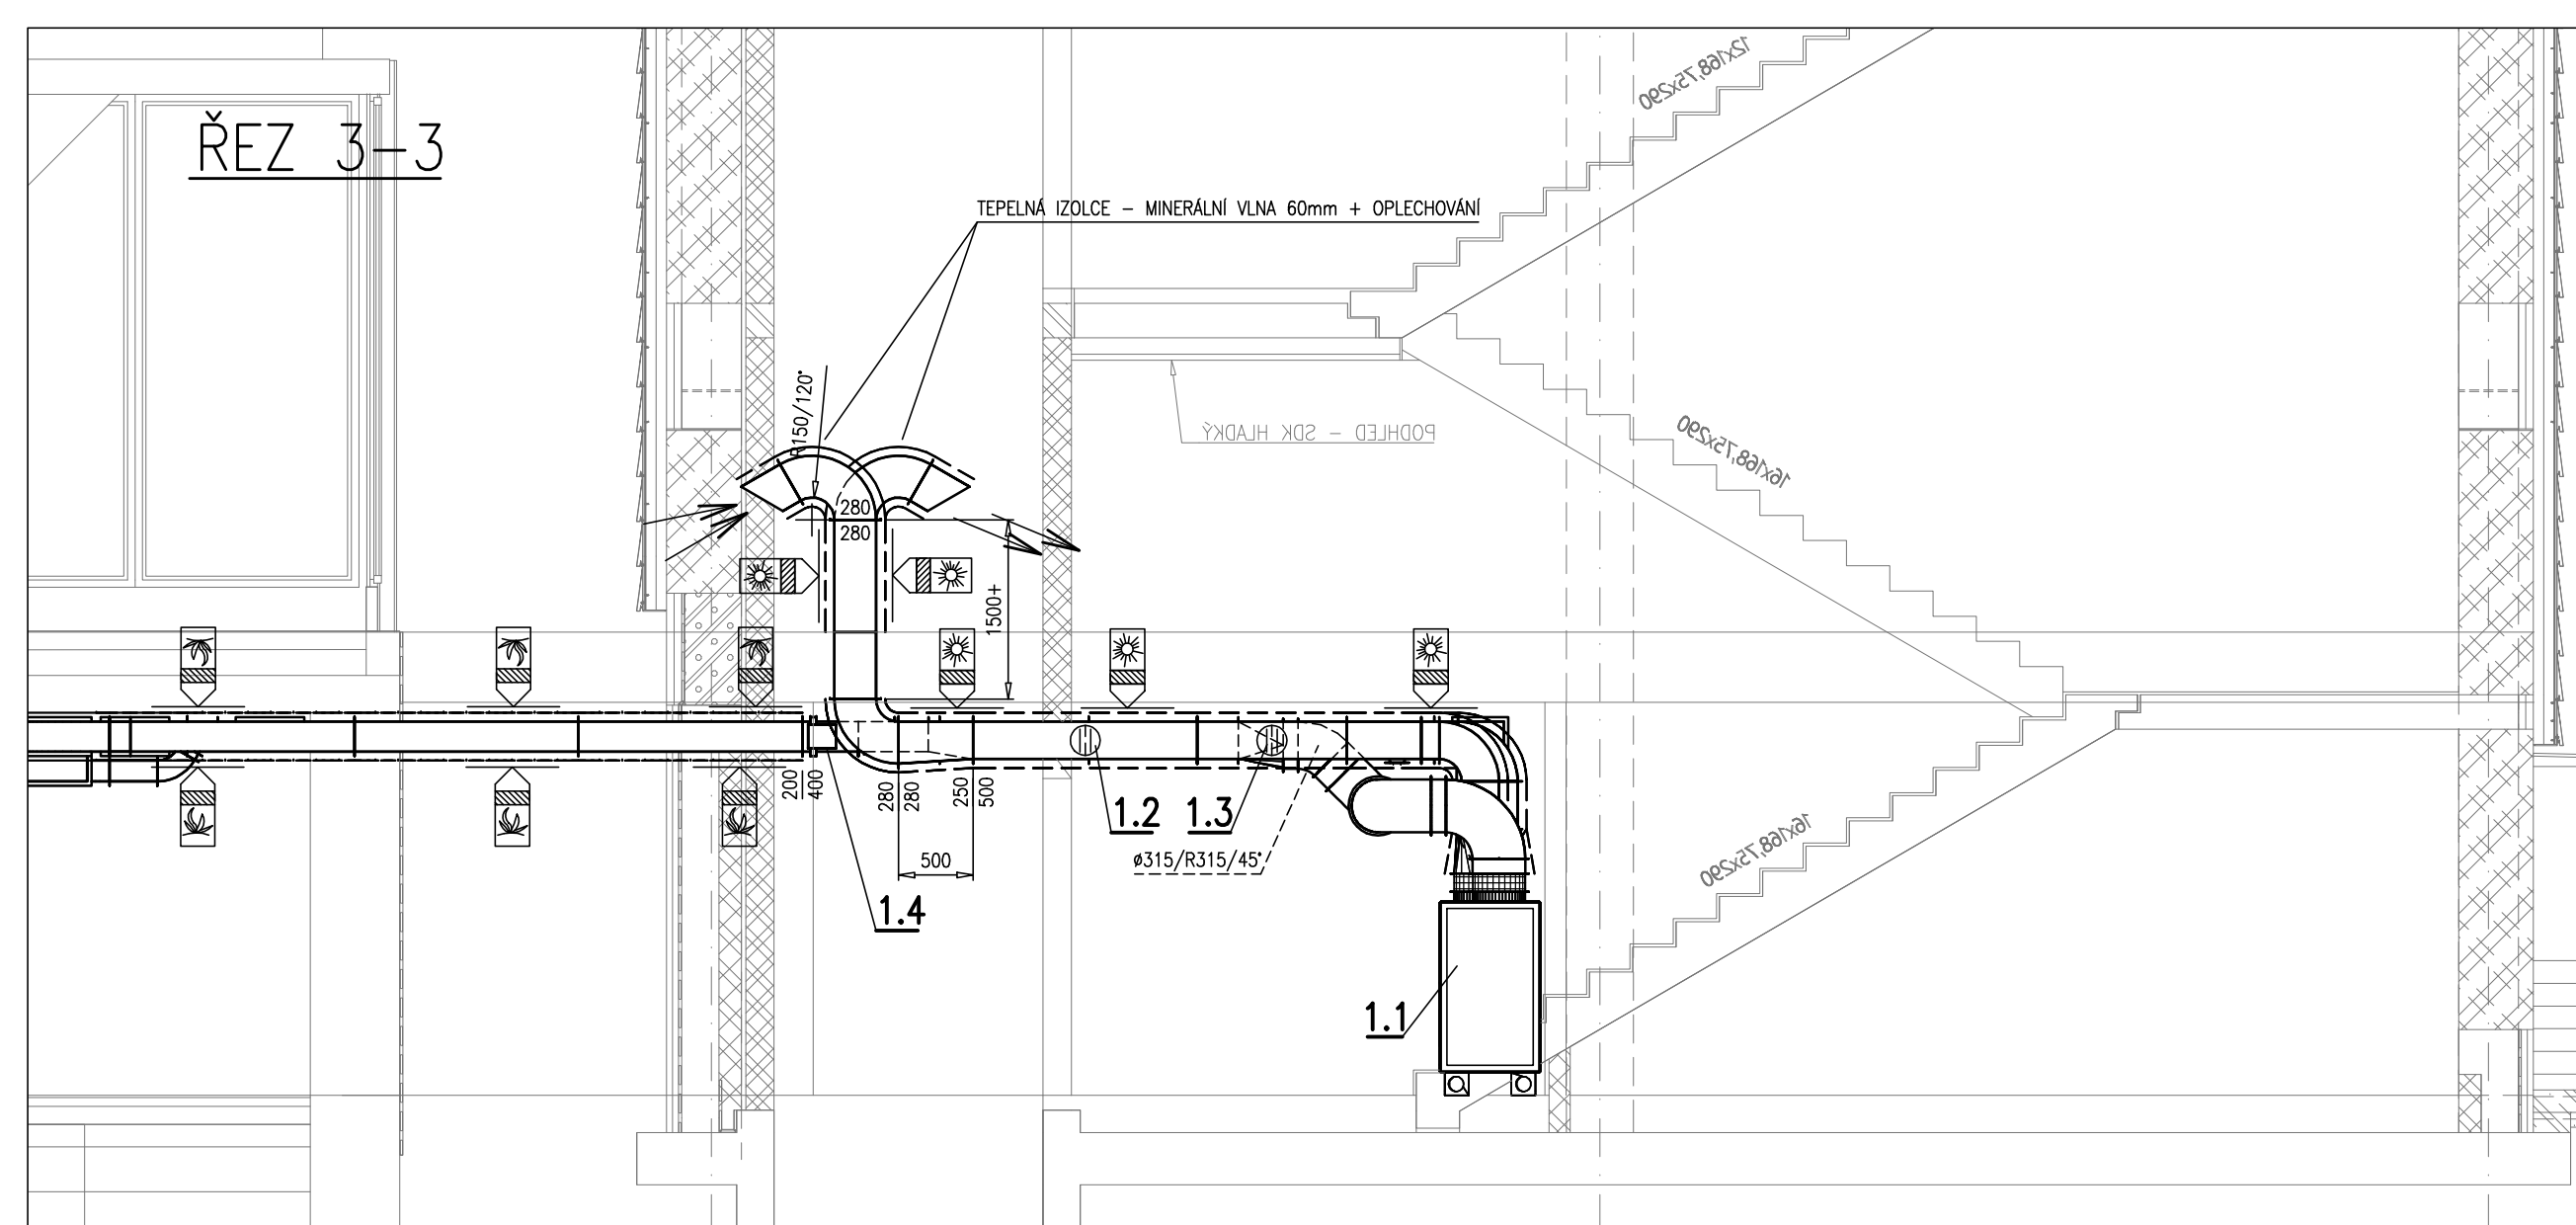 12x168,75x290
ŘEZ 3-3
TEPELNÁ IZOLCE - MINERÁLNÍ VLNA 60mm + OPLECHOVÁNÍ
R150/120°
PODHLED - SDK HLADKÝ
16x168,75x290
280
280
1500+
200
400
280
280
250
500
1.2
1.3
500
ø315/R315/45°
16x168,75x290
1.4
1.1